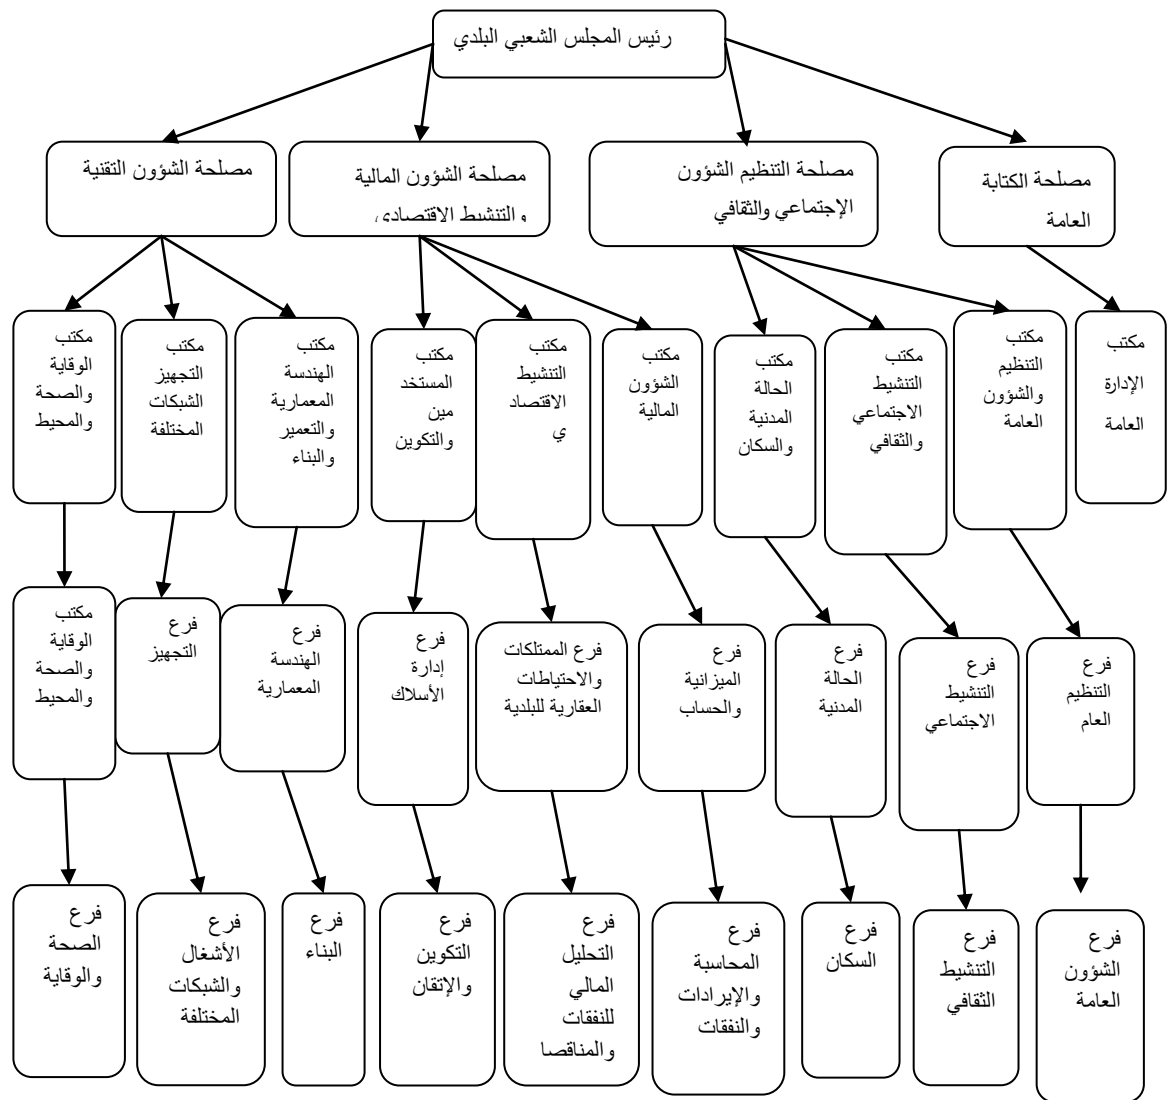 رئيس المجلس الشعبي البلدي
مصلحة الكتابة
العامة
مصلحة التنظيم الشؤون
الإجتماعي والثقافي
مصلحة الشؤون المالية
والتنشيط الاقتصادي
مصلحة الشؤون التقنية
مكتب
الإدارة
العامة
مكتب
التنظيم
والشؤون
العامة
مكتب
التنشيط
الاجتماعي
والثقافي
مكتب
الحالة
المدنية
والسكان
مكتب
الشؤون
المالية
مكتب
التنشيط
الاقتصاد
ي
مكتب
المستخد
مين
والتكوين
مكتب
الهندسة
المعمارية
والتعمير
والبناء
مكتب
التجهيز
الشبكات
المختلفة
مكتب
الوقاية
والصحة
والمحيط
فرع
التنظيم
العام
فرع
التنشيط
الاجتماعي
فرع
الحالة
المدنية
فرع
الميزانية
والحساب
فرع الممتلكات
والاحتياطات
العقارية للبلدية
فرع
إدارة
الأسلاك
فرع
الهندسة
المعمارية
فرع
التجهيز
مكتب
الوقاية
والصحة
والمحيط
فرع
الشؤون
العامة
فرع
التنشيط
الثقافي
فرع
السكان
فرع
المحاسبة
والإيرادات
والنفقات
فرع
التحليل
المالي
للنفقات
والمناقصا
فرع
التكوين
والإتقان
فرع
البناء
فرع
الأشغال
والشبكات
المختلفة
فرع
الصحة
والوقاية